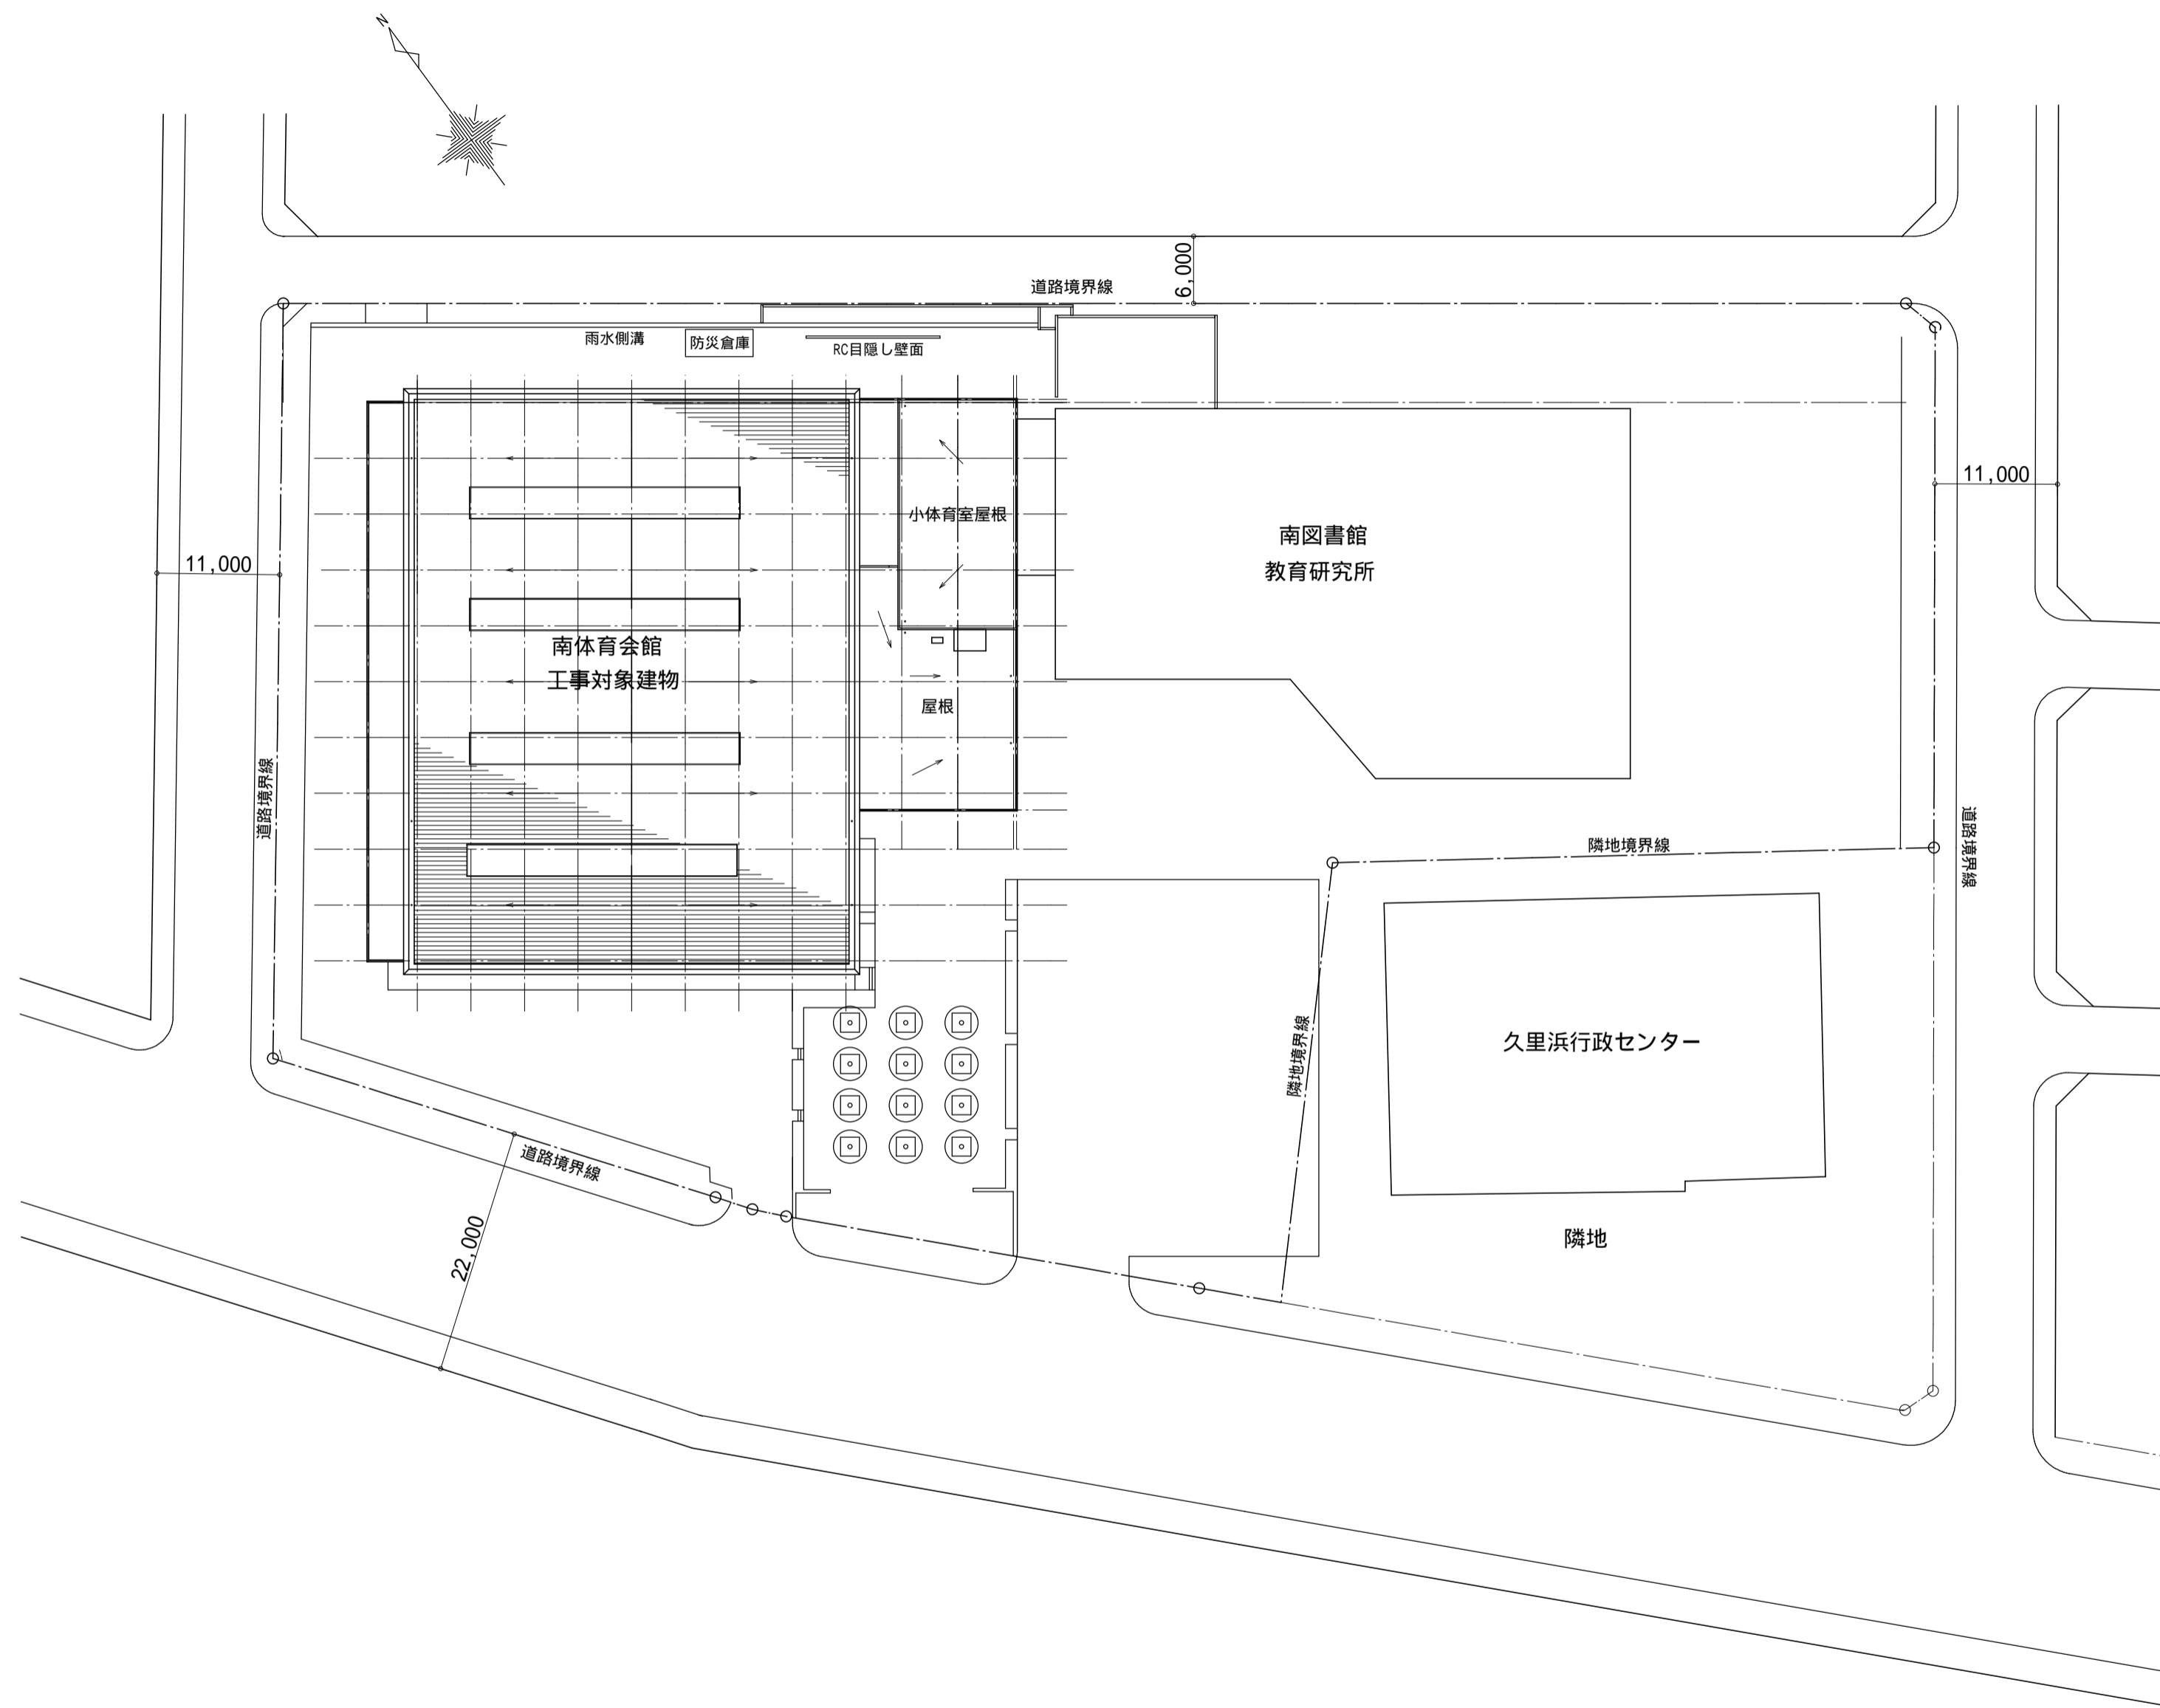 N
道路境界線
6,000
雨水側溝
防災倉庫
RC目隠し壁面
11,000
小体育室屋根
南図書館
教育研究所
11,000
南体育会館
工事対象建物
屋根
道路境界線
隣地境界線
道路境界線
久里浜行政センター
隣地境界線
道路境界線
22,000
隣地